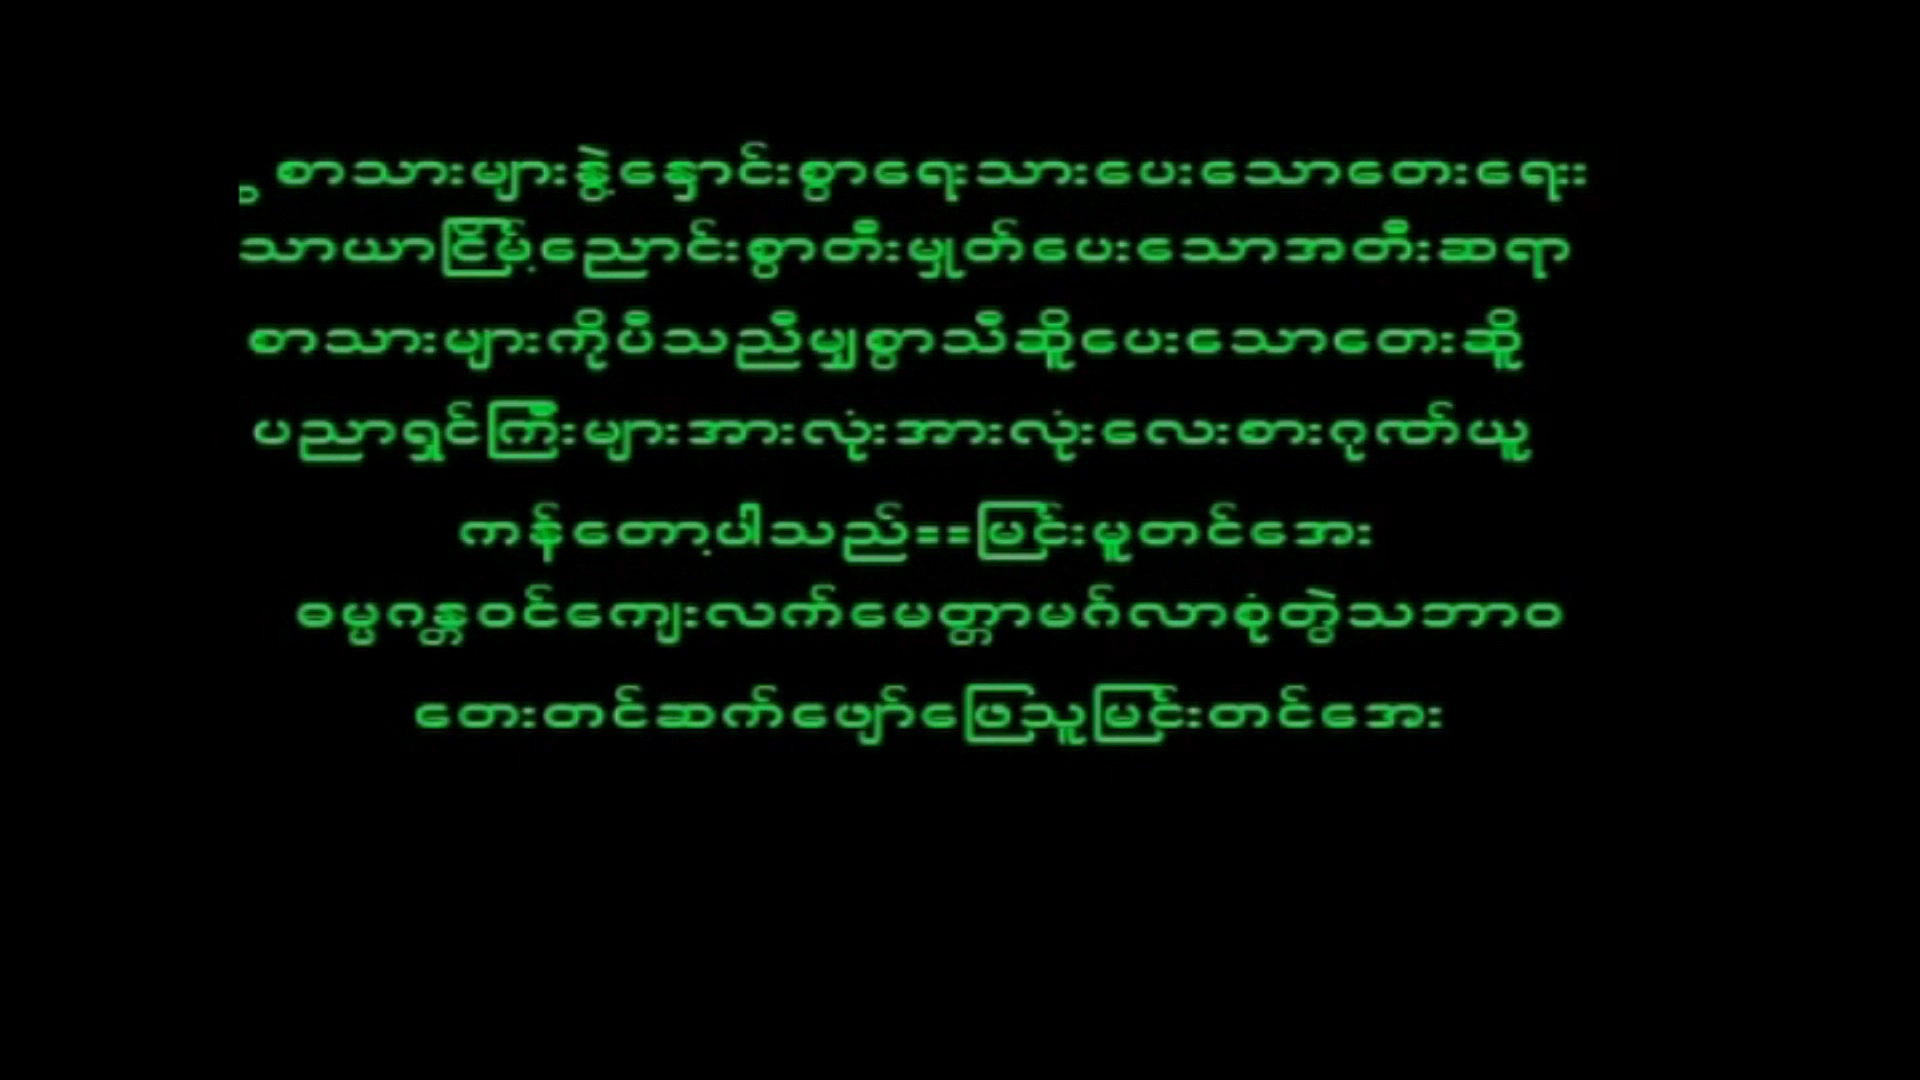 စာသားများနွဲ့နှောင်းစွာရေးသားပေးသောတေးရေးး
သာယာငြိမ့်ညောင်းစွာတီးမှုတ်ပေးသောအတီးဆရာ
စာသားများကိုပီသညီမျှစွာသီဆိုပေးသောတေးဆို
ပညာရှင်ကြီးများအားလုံးအားလုံးလေးစားဂုဏ်ယူ
ကန်တော့ပါသည်==မြင်းမူတင်အေး
ဓမ္မဂန္တဝင်ကျေးလက်မေတ္တာမင်္ဂလာစုံတွဲသဘာဝ
တေးတင်ဆက်ဖျော်ဖြေသူမြင်းတင်အေး